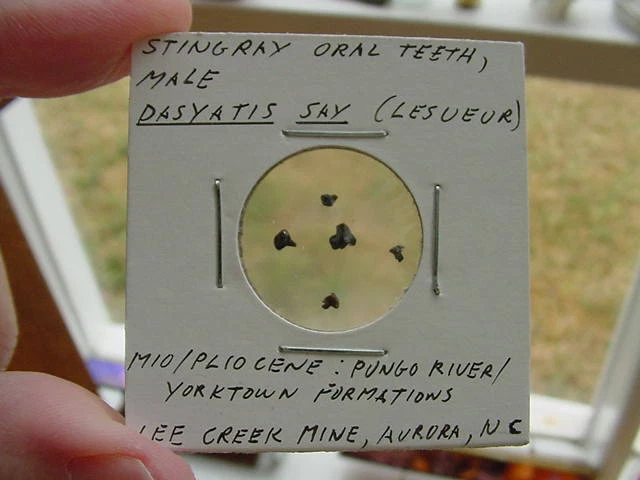 STINGRAY ORAL TEETH,
MALE
DASYATIS SAY (LESUEUR)
MIO/PLIOCENE: PUNGO RIVER/
YORKTOWN FORMATIONS
LEE CREEK MINE, AURORA, NC